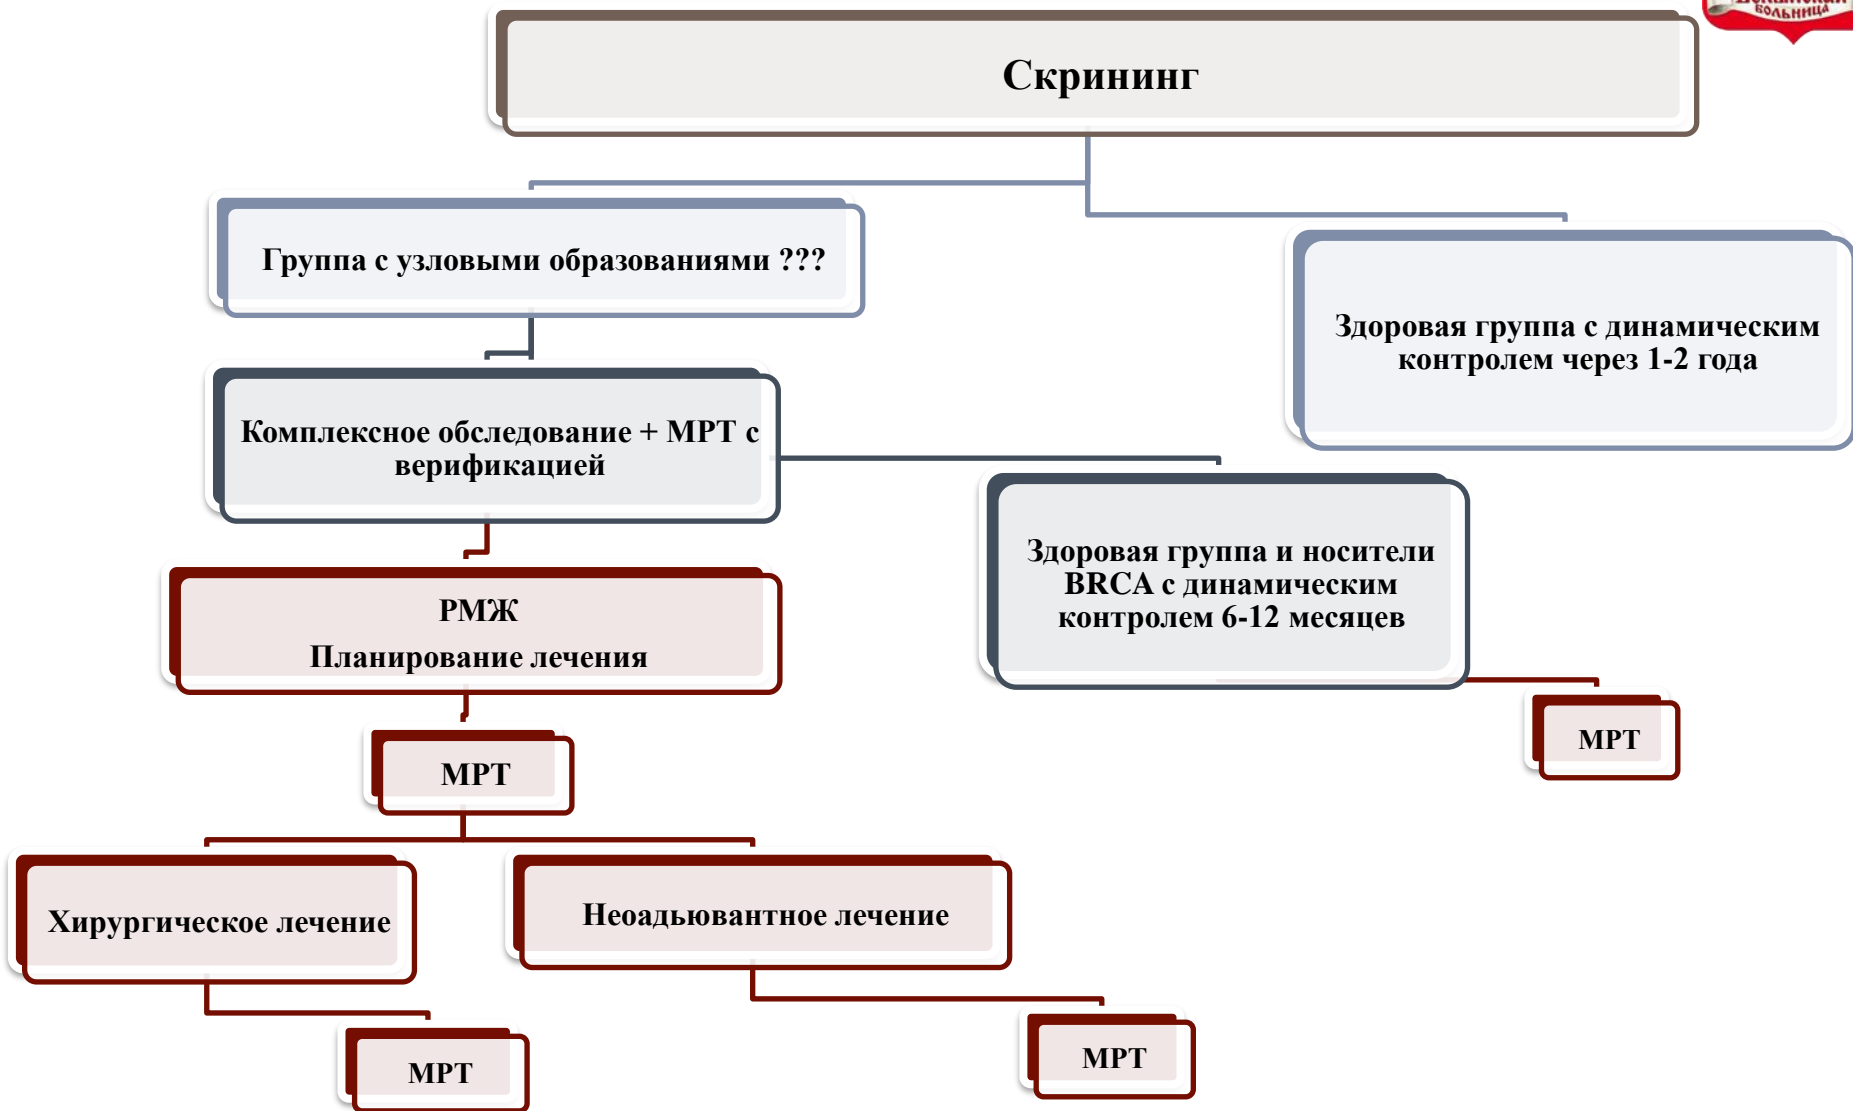 БОЛЬНИЦА
Скрининг
Группа с узловыми образованиями ???
Здоровая группа с динамическим
контролем через 1-2 года
Комплексное обследование + МРТ с
верификацией
Здоровая группа и носители
BRCA с динамическим
контролем 6-12 месяцев
РМЖ
Планирование лечения
МРТ
МРТ
Хирургическое лечение
Неоадьювантное лечение
МРТ
МРТ